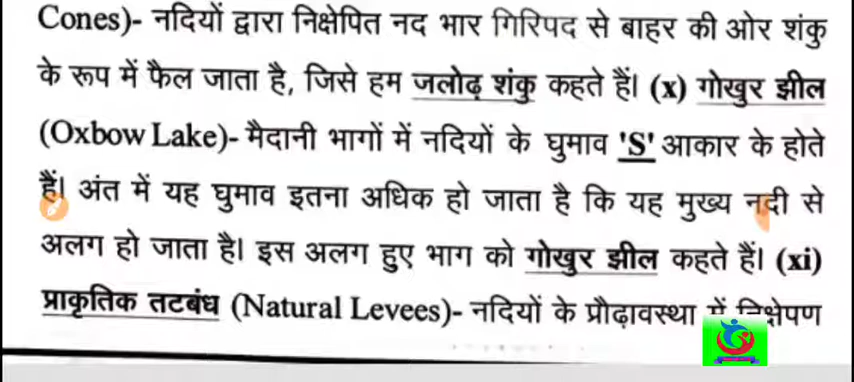 Cones)- नदियों द्वारा निक्षेपित नद भार गिरिपद से बाहर की ओर शंकु
के रूप में फैल जाता है, जिसे हम जलोढ़ शंकु कहते हैं। (x) गोखुर झील
(Oxbow Lake)- मैदानी भागों में नदियों के घुमाव 'S' आकार के होते
हैं। अंत में यह घुमाव इतना अधिक हो जाता है कि यह मुख्य नदी से
अलग हो जाता है। इस अलग हुए भाग को गोखुर झील कहते हैं। (xi)
प्राकृतिक तटबंध (Natural Levees)- नदियों के प्रौढ़ावस्था में निक्षेपण